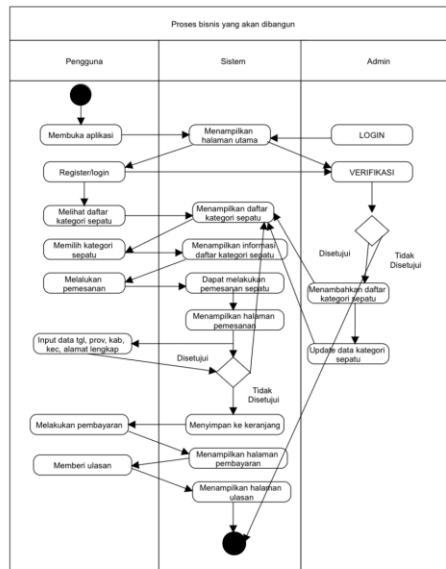 Proses bisnis yang akan dibangun
Pengguna
Sistem
Admin
Membuka aplikasi
Menampilkan
halaman utama
LOGIN
Register/login
VERIFIKASI
Melihat daftar
kategori sepatu
Menampilkan daftar
kategori sepatu
Memilih kategori
sepatu
Menampilkan informasi
daftar kategori sepatu
Disetujui
Tidak
Disetujui
Melalukan
pemesanan
Dapat melakukan
pemesanan sepatu
Menambahkan daftar
kategori sepatu
Menampilkan halaman
pemesanan
Input data tgl, prov, kab,
kec, alamat lengkap
Disetujui
Update data kategori
sepatu
Tidak
Disetujui
Melakukan pembayaran
Menyimpan ke keranjang
Menampilkan halaman
pembayaran
Memberi ulasan
Menampilkan halaman
ulasan